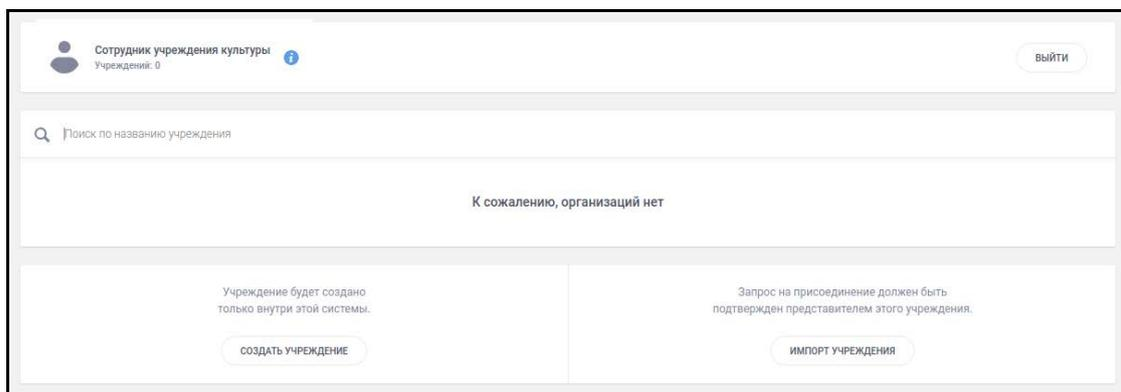 Сотрудник учреждения культуры
Учреждений: 0
i
ВЫЙТИ
Поиск по названию учреждения
К сожалению, организаций нет
Учреждение будет создано
только внутри этой системы.
СОЗДАТЬ УЧРЕЖДЕНИЕ
Запрос на присоединение должен быть
подтвержден представителем этого учреждения.
ИМПОРТ УЧРЕЖДЕНИЯ